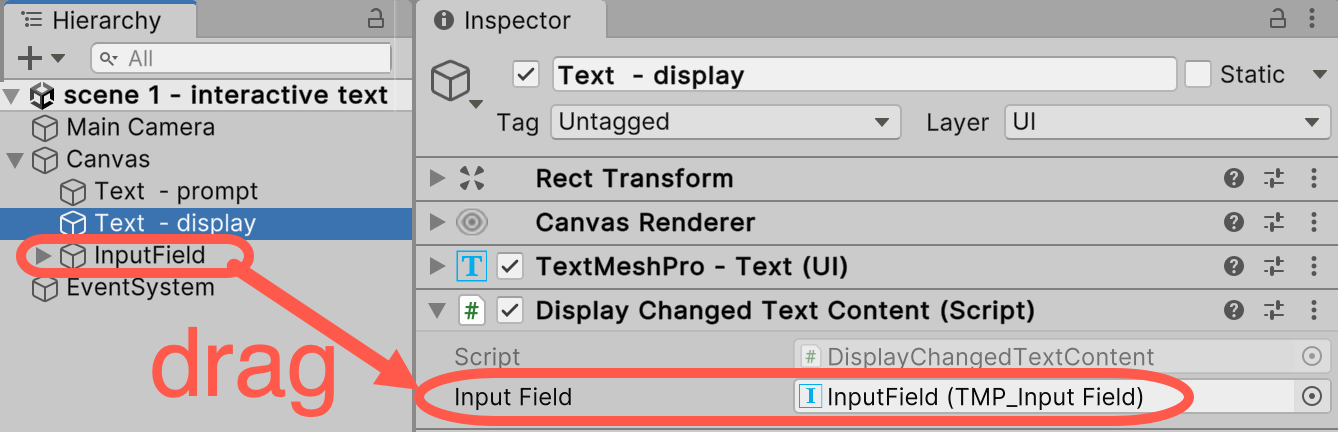 Hierarchy
All
scene 1 - interactive text
Main Camera
Canvas
Text - prompt
Text - display
InputField
EventSystem
drag
Inspector
Text - display
Static
Tag Untagged Layer UI
Rect Transform
Canvas Renderer
TextMeshPro - Text (UI)
Display Changed Text Content (Script)
Script DisplayChangedTextContent
Input Field InputField (TMP_Input Field)